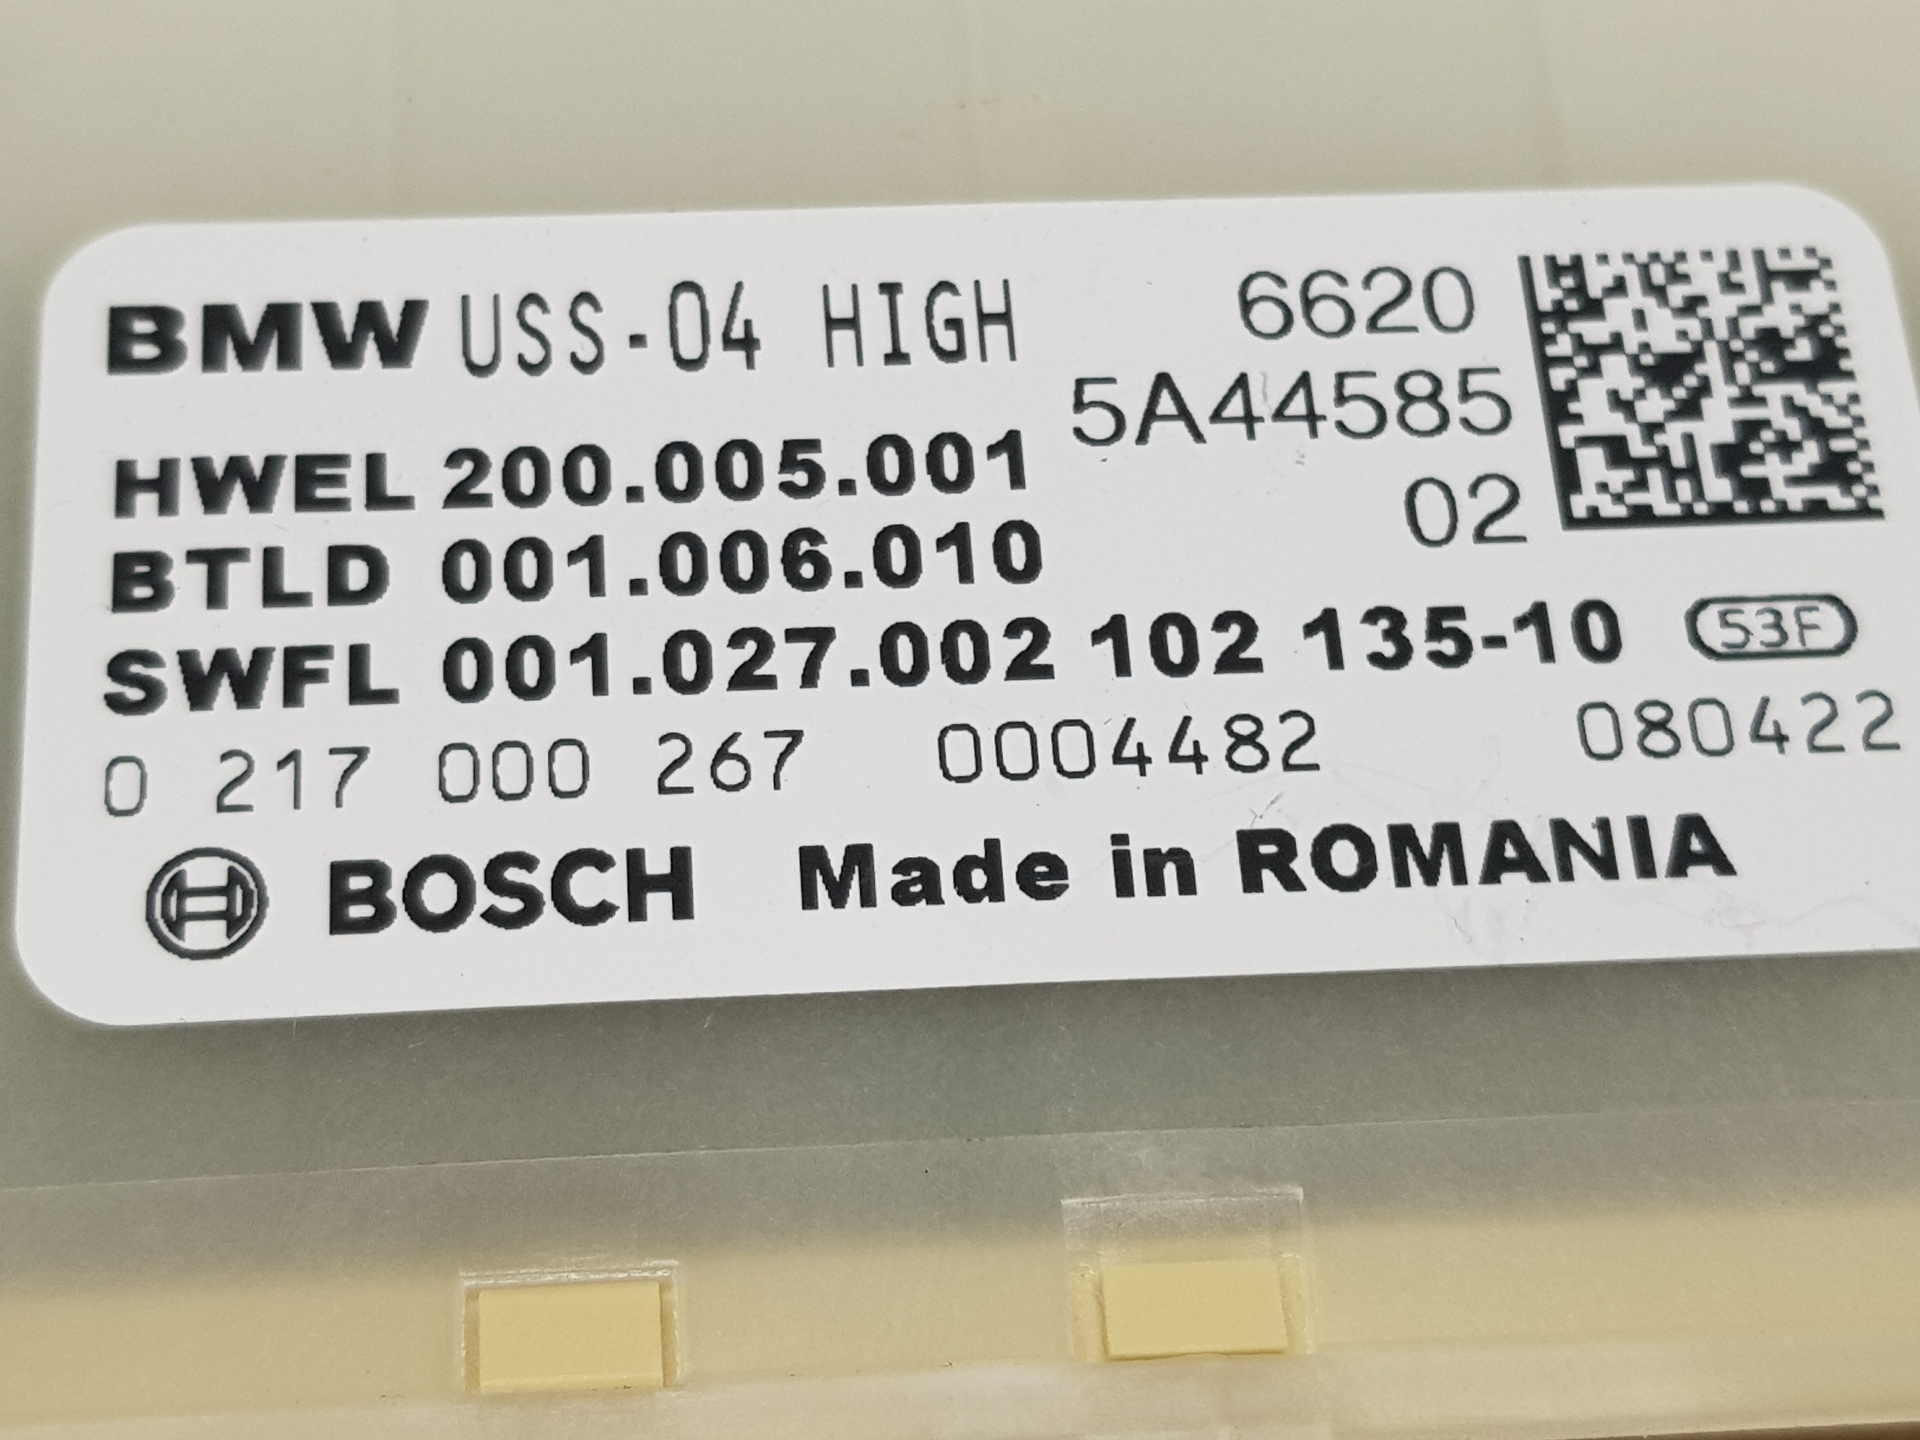 BMW USS-04 HIGH 6620
5A44585
HWEL 200.005.001
02
BTLD 001.006.010
SWFL 001.027.002 102 135-10 53F
0 217 000 267 0004482 080422
BOSCH Made in ROMANIA